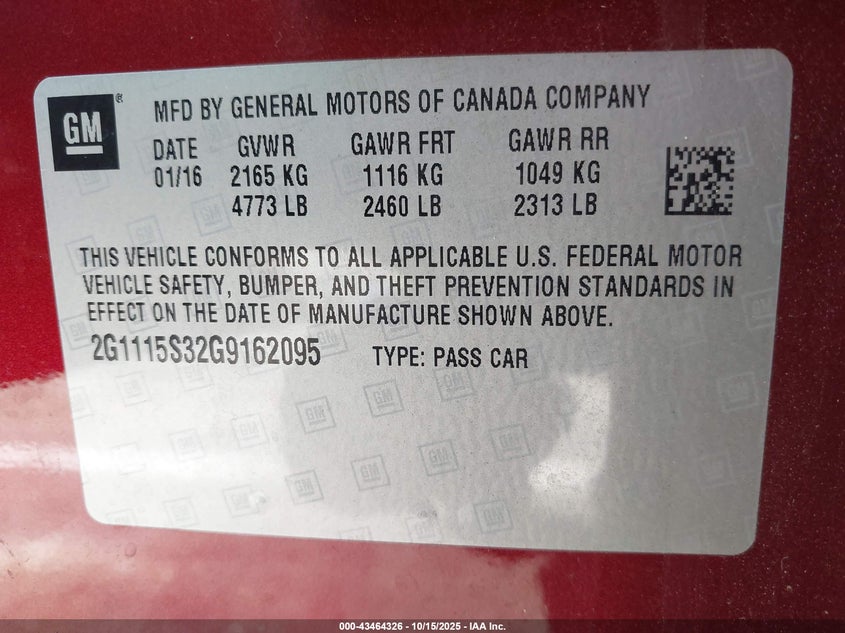 GM ® MFD BY GENERAL MOTORS OF CANADA COMPANY
DATE GVWR GAWR FRT GAWR RR
01/16 2165 KG 1116 KG 1049 KG
4773 LB 2460 LB 2313 LB
THIS VEHICLE CONFORMS TO ALL APPLICABLE U.S. FEDERAL MOTOR
VEHICLE SAFETY, BUMPER, AND THEFT PREVENTION STANDARDS IN
EFFECT ON THE DATE OF MANUFACTURE SHOWN ABOVE.
2G1115S32G9162095 TYPE: PASS CAR
000-43464326 - 10/15/2025 - IAA Inc.